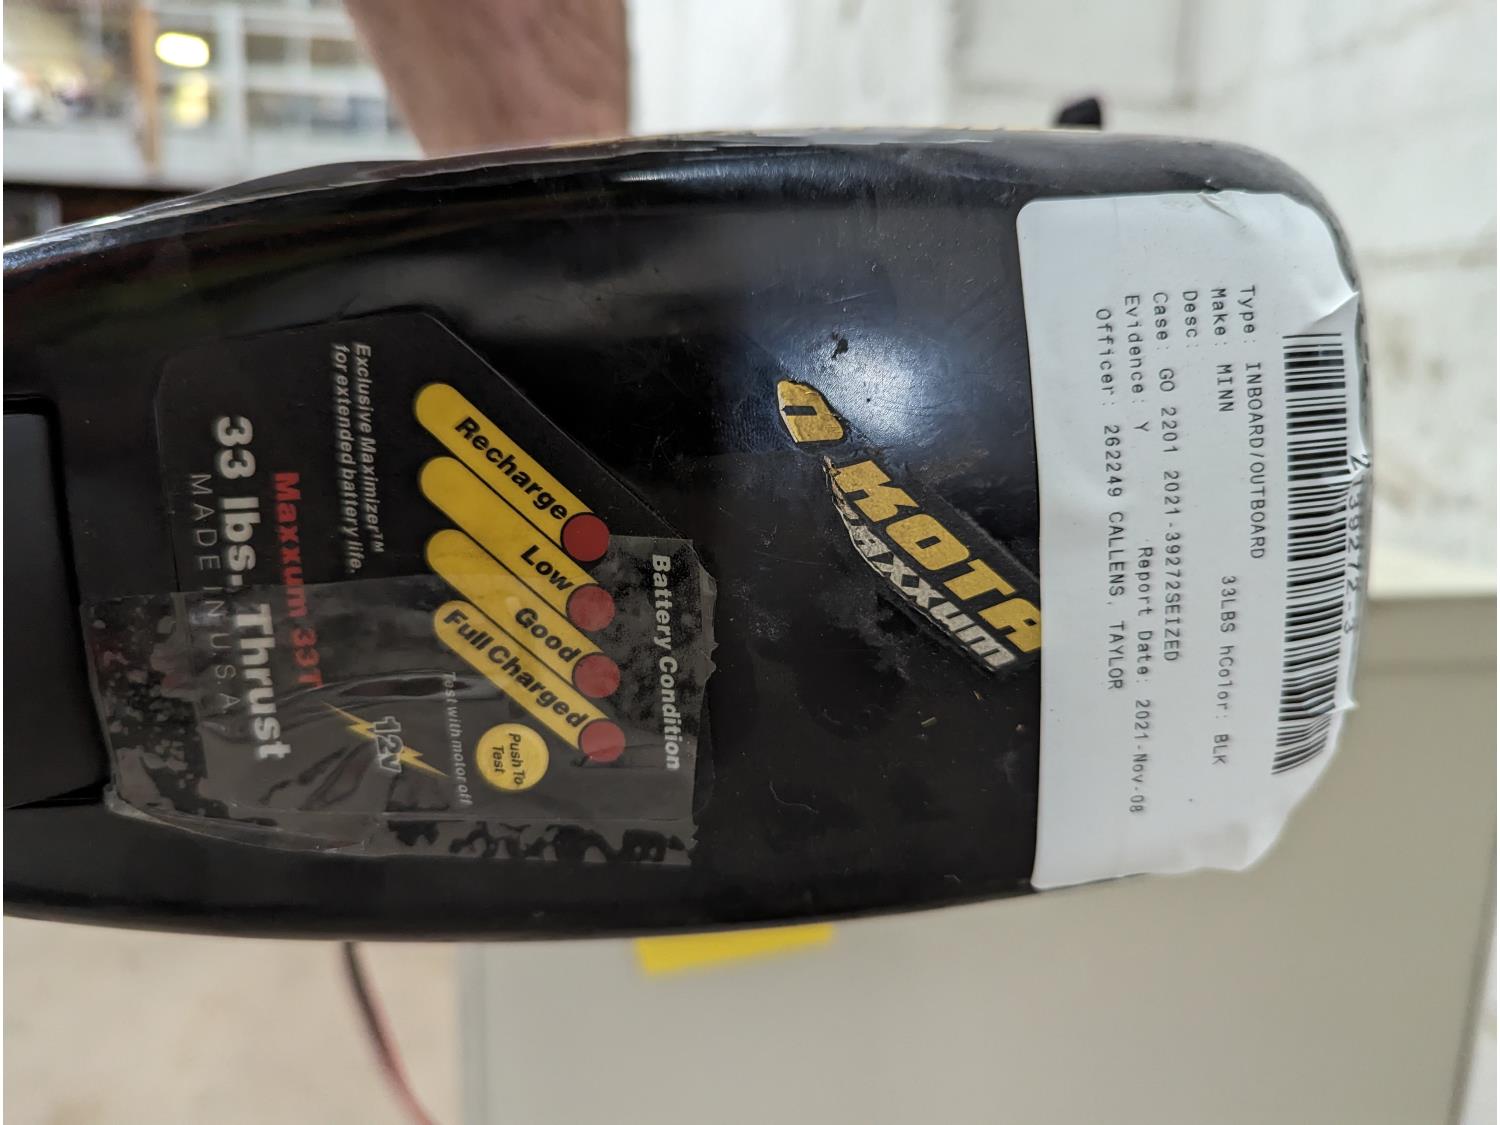 Type: INBOARD/OUTBOARD
Make: MINN 33LBS hColor: BLK
Desc:
Case: GO 2201 2021-39272SEIZED
Evidence: Y Report Date: 2021-Nov-08
Officer: 262249 CALLENS, TAYLOR
KOTA
MAXXUM
Battery Condition
Recharge
Low
Good
Full Charged
Push To
Test
Test with motor off
12V
Exclusive Maximizer™
for extended battery life.
Maxxum 33T
33 lbs. Thrust
MADE IN U.S.A.